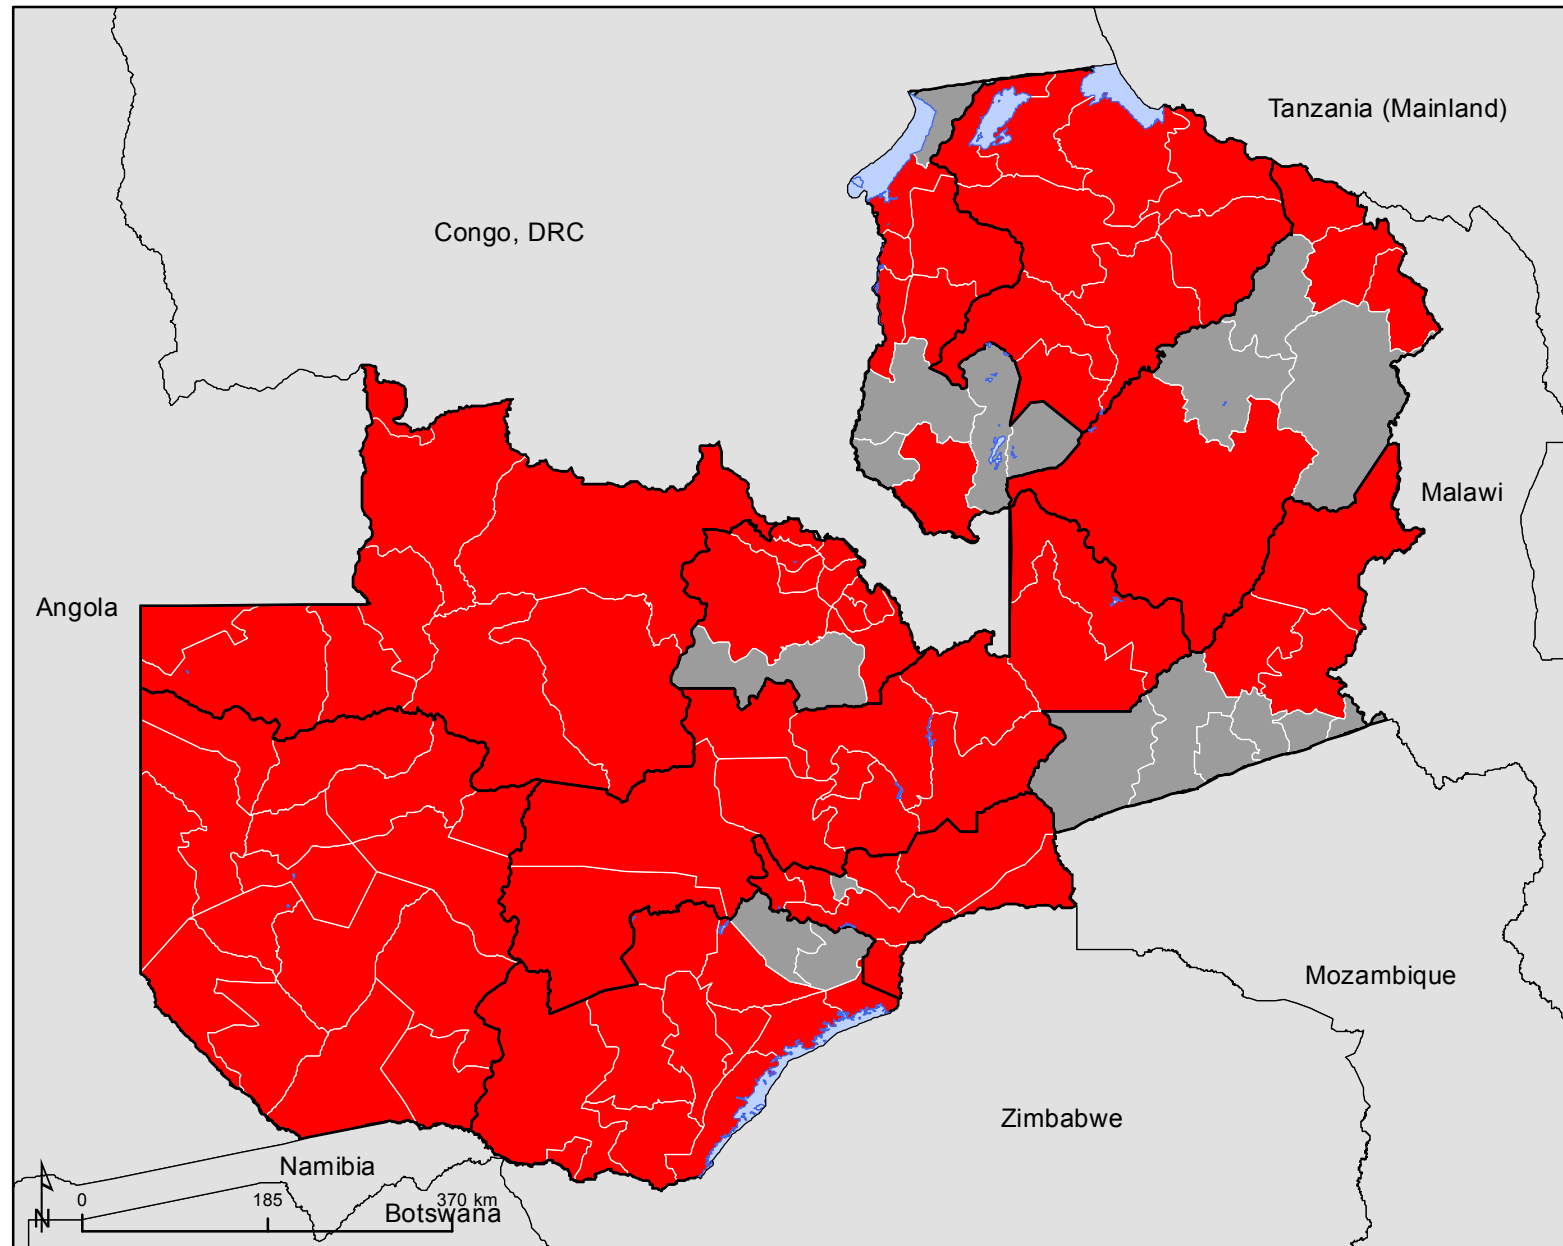 Tanzania (Mainland)
Congo, DRC
Malawi
Angola
Mozambique
Zimbabwe
Namibia
0 185 370 km
Botswana
N